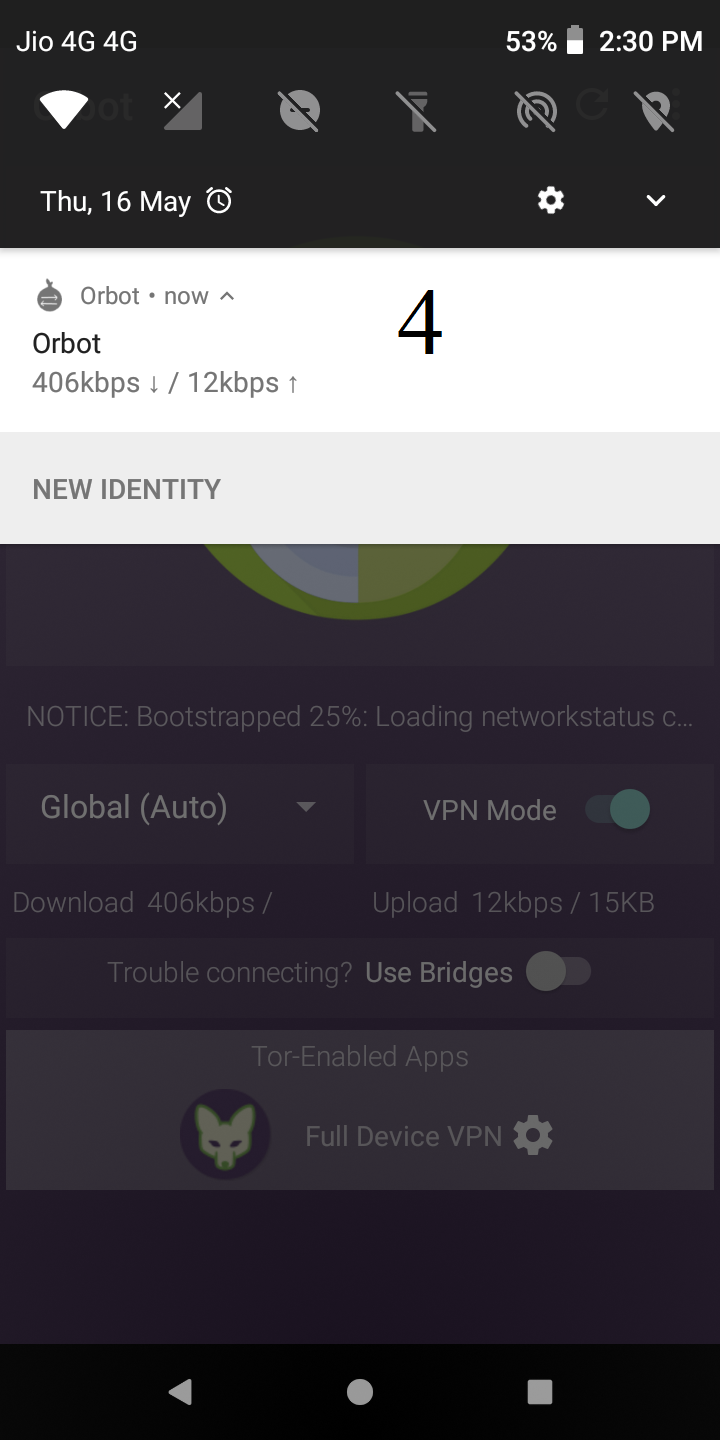 Jio 4G 4G 53% 2:30 PM
Orbot
Thu, 16 May
Orbot • now
4
Orbot
406kbps ↓ / 12kbps ↑
NEW IDENTITY
NOTICE: Bootstrapped 25%: Loading networkstatus c...
Global (Auto) VPN Mode
Download 406kbps / Upload 12kbps / 15KB
Trouble connecting? Use Bridges
Tor-Enabled Apps
Full Device VPN